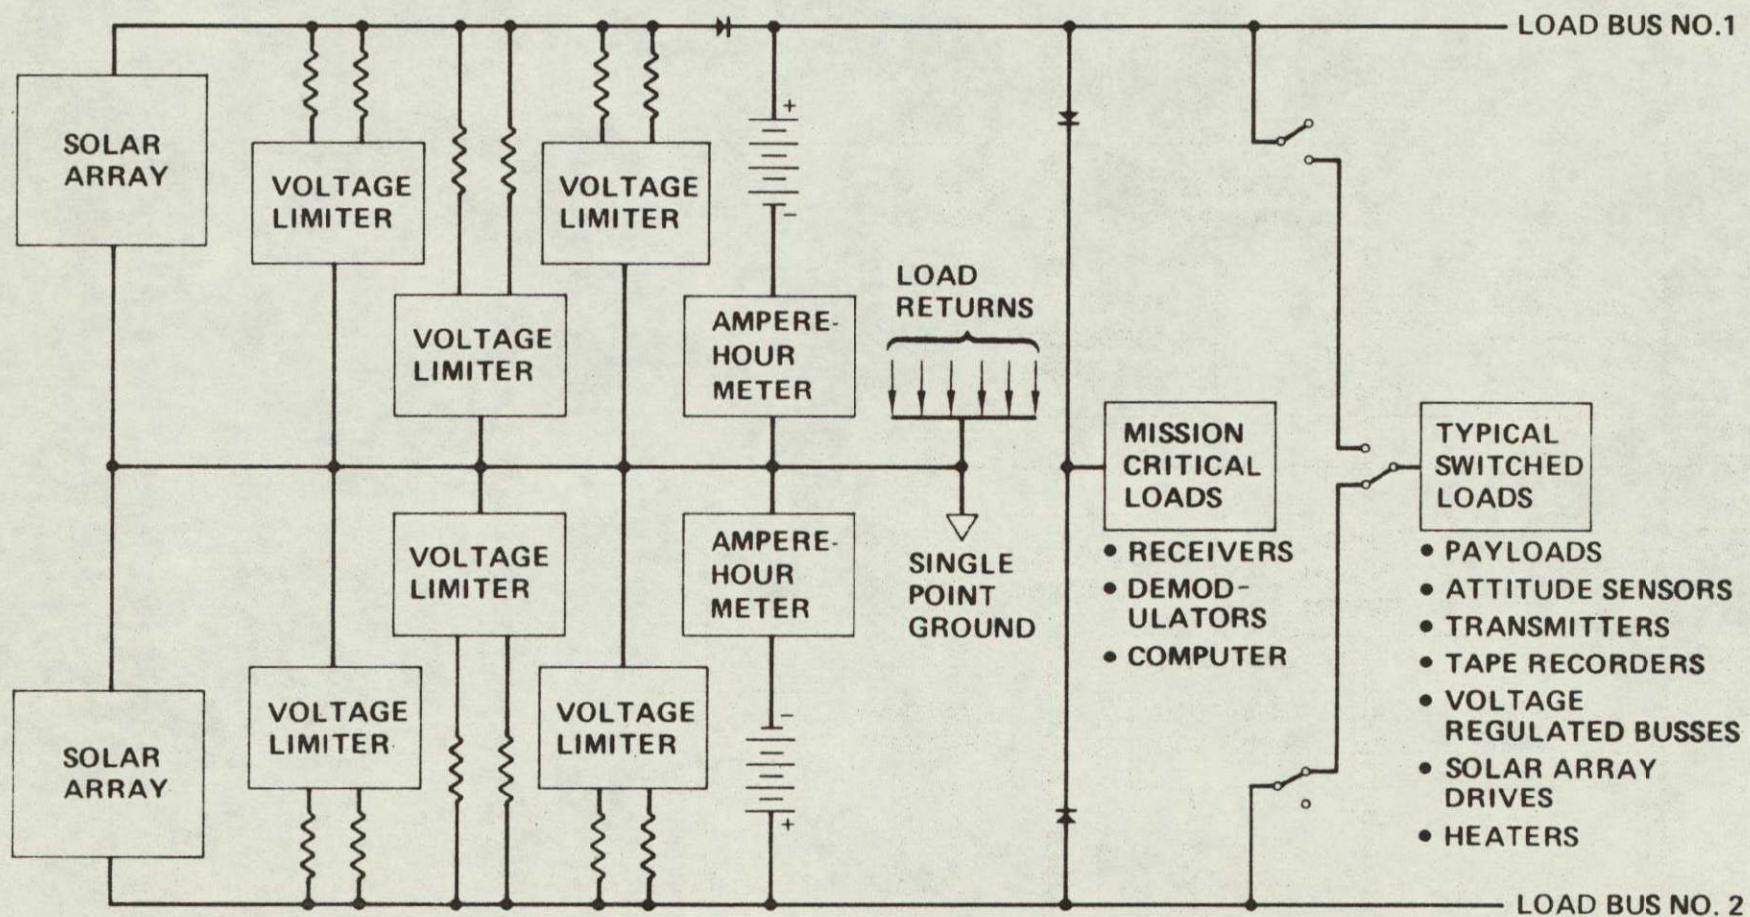 LOAD BUS NO.1
SOLAR
ARRAY
VOLTAGE
LIMITER
VOLTAGE
LIMITER
+
−
VOLTAGE
LIMITER
AMPERE-
HOUR
METER
LOAD
RETURNS
MISSION
CRITICAL
LOADS
• RECEIVERS
• DEMOD-
ULATORS
• COMPUTER
TYPICAL
SWITCHED
LOADS
• PAYLOADS
• ATTITUDE SENSORS
• TRANSMITTERS
• TAPE RECORDERS
• VOLTAGE
REGULATED BUSSES
• SOLAR ARRAY
DRIVES
• HEATERS
VOLTAGE
LIMITER
AMPERE-
HOUR
METER
SINGLE
POINT
GROUND
SOLAR
ARRAY
VOLTAGE
LIMITER
VOLTAGE
LIMITER
−
+
LOAD BUS NO. 2